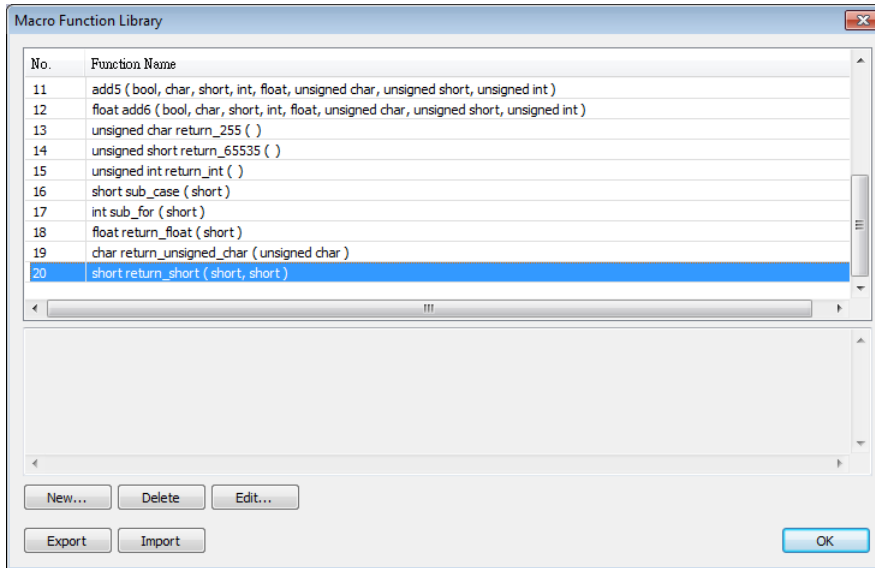 Macro Function Library
No. Function Name
11 add5 ( bool, char, short, int, float, unsigned char, unsigned short, unsigned int )
12 float add6 ( bool, char, short, int, float, unsigned char, unsigned short, unsigned int )
13 unsigned char return_255 ( )
14 unsigned short return_65535 ( )
15 unsigned int return_int ( )
16 short sub_case ( short )
17 int sub_for ( short )
18 float return_float ( short )
19 char return_unsigned_char ( unsigned char )
20 short return_short ( short, short )
New... Delete Edit...
Export Import OK